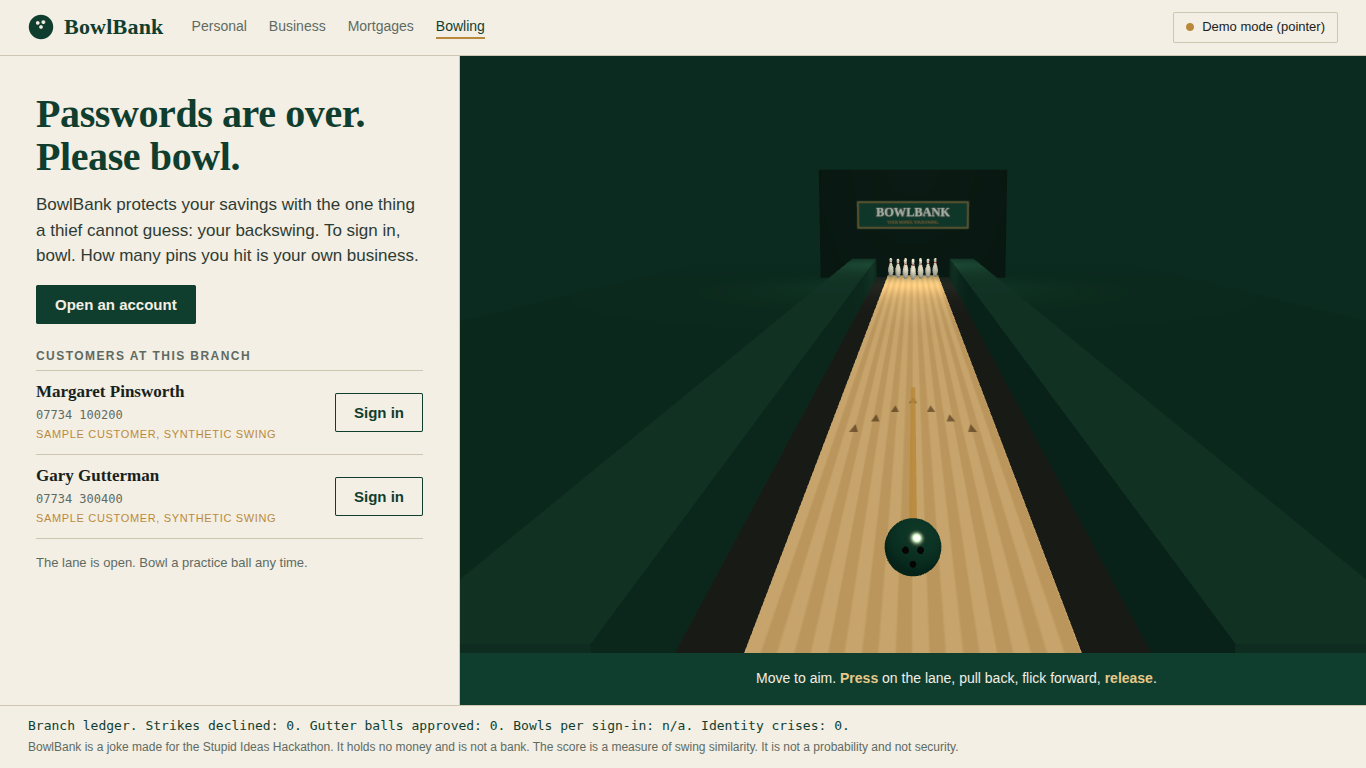 BowlBank
Personal
Business
Mortgages
Bowling
Demo mode (pointer)
Passwords are over.
Please bowl.
BowlBank protects your savings with the one thing
a thief cannot guess: your backswing. To sign in,
bowl. How many pins you hit is your own business.
Open an account
CUSTOMERS AT THIS BRANCH
Margaret Pinsworth
07734 100200
SAMPLE CUSTOMER, SYNTHETIC SWING
Sign in
Gary Gutterman
07734 300400
SAMPLE CUSTOMER, SYNTHETIC SWING
Sign in
The lane is open. Bowl a practice ball any time.
BOWLBANK
Move to aim. Press on the lane, pull back, flick forward, release.
Branch ledger. Strikes declined: 0. Gutter balls approved: 0. Bowls per sign-in: n/a. Identity crises: 0.
BowlBank is a joke made for the Stupid Ideas Hackathon. It holds no money and is not a bank. The score is a measure of swing similarity. It is not a probability and not security.